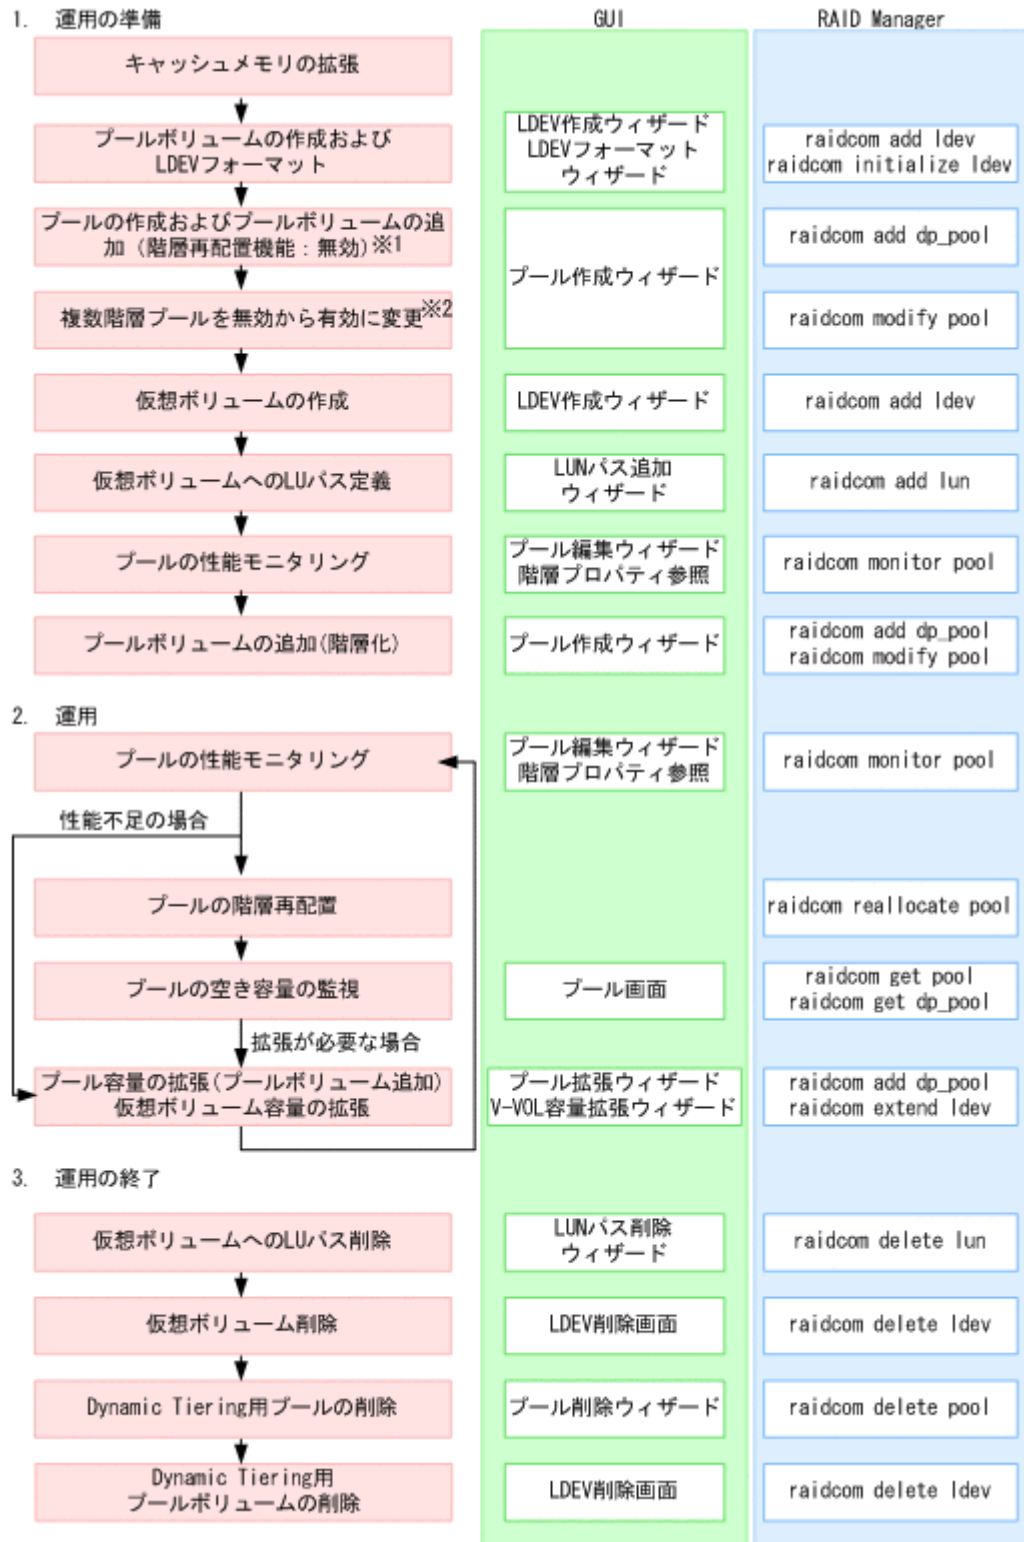 1. 運用の準備
GUI
RAID Manager
キャッシュメモリの拡張
プールボリュームの作成および
LDEVフォーマット
LDEV作成ウィザード
LDEVフォーマット
ウィザード
raidcom add ldev
raidcom initialize ldev
プールの作成およびプールボリュームの追
加（階層再配置機能：無効）※1
プール作成ウィザード
raidcom add dp_pool
複数階層プールを無効から有効に変更※2
raidcom modify pool
仮想ボリュームの作成
LDEV作成ウィザード
raidcom add ldev
仮想ボリュームへのLUパス定義
LUNパス追加
ウィザード
raidcom add lun
プールの性能モニタリング
プール編集ウィザード
階層プロパティ参照
raidcom monitor pool
プールボリュームの追加(階層化)
プール作成ウィザード
raidcom add dp_pool
raidcom modify pool
2. 運用
プールの性能モニタリング
プール編集ウィザード
階層プロパティ参照
raidcom monitor pool
性能不足の場合
プールの階層再配置
raidcom reallocate pool
プールの空き容量の監視
プール画面
raidcom get pool
raidcom get dp_pool
拡張が必要な場合
プール容量の拡張(プールボリューム追加)
仮想ボリューム容量の拡張
プール拡張ウィザード
V-VOL容量拡張ウィザード
raidcom add dp_pool
raidcom extend ldev
3. 運用の終了
仮想ボリュームへのLUパス削除
LUNパス削除
ウィザード
raidcom delete lun
仮想ボリューム削除
LDEV削除画面
raidcom delete ldev
Dynamic Tiering用プールの削除
プール削除ウィザード
raidcom delete pool
Dynamic Tiering用
プールボリュームの削除
LDEV削除画面
raidcom delete ldev